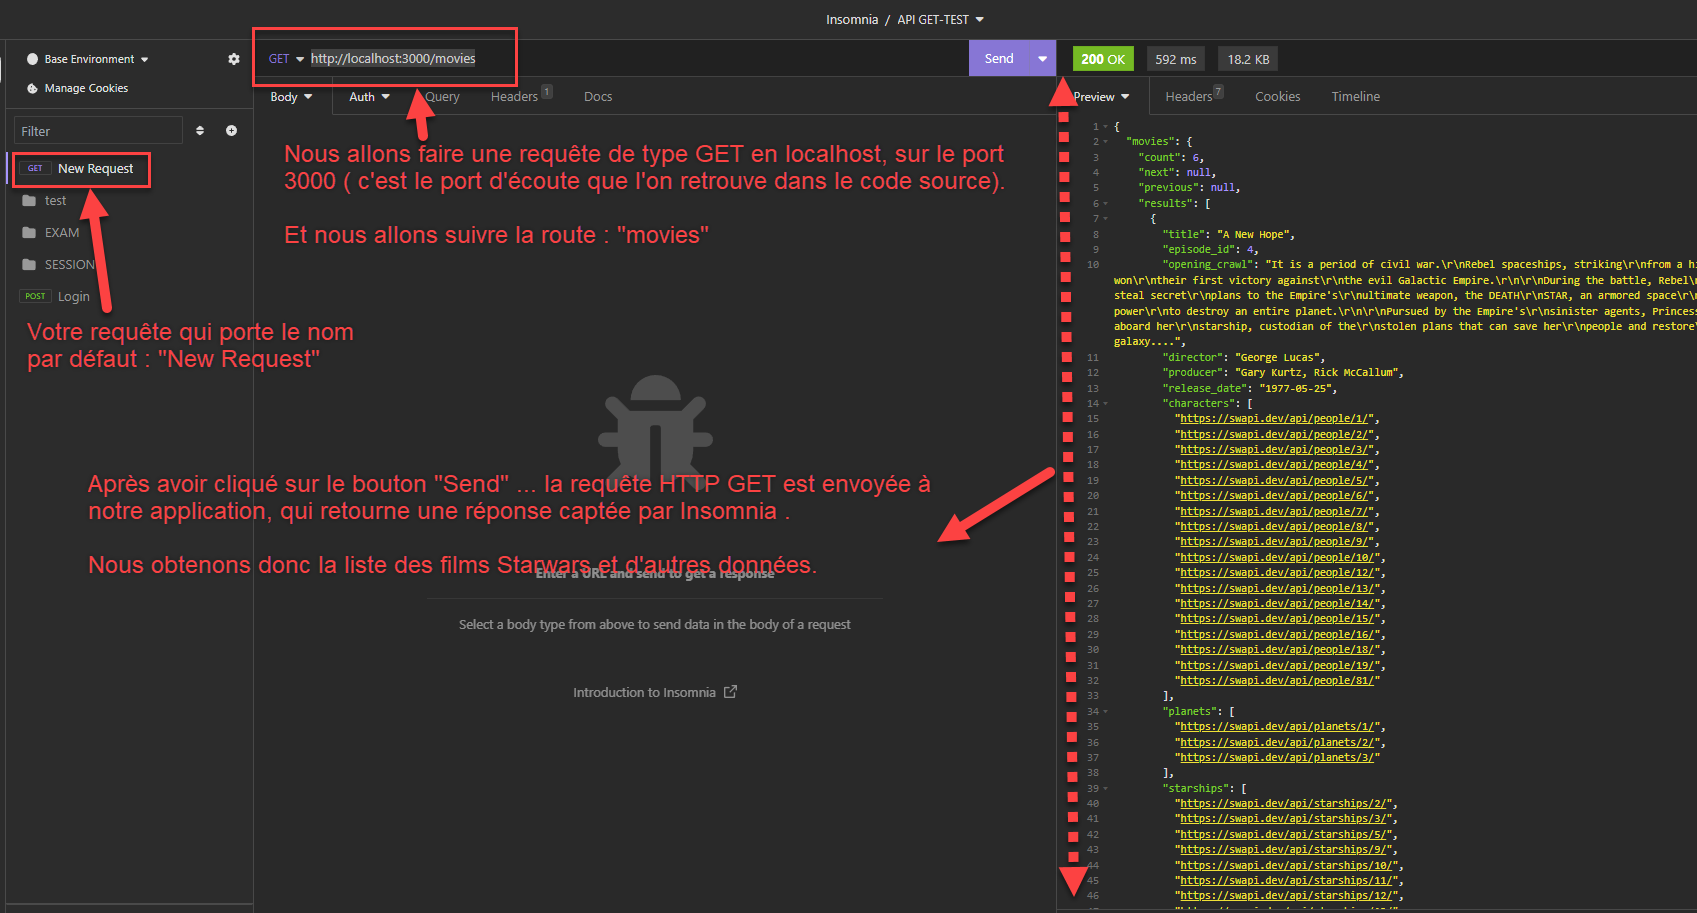 Insomnia / API GET-TEST
Base Environment
Manage Cookies
Filter
GET New Request
test
EXAM
SESSION
POST Login
Votre requête qui porte le nom
par défaut : "New Request"
GET http://localhost:3000/movies
Send
Body
Auth
Query
Headers 1
Docs
Nous allons faire une requête de type GET en localhost, sur le port
3000 ( c'est le port d'écoute que l'on retrouve dans le code source).
Et nous allons suivre la route : "movies"
Après avoir cliqué sur le bouton "Send" ... la requête HTTP GET est envoyée à
notre application, qui retourne une réponse captée par Insomnia .
Nous obtenons donc la liste des films Starwars et d'autres données.
Enter a URL and send to get a response
Select a body type from above to send data in the body of a request
Introduction to Insomnia
200 OK
592 ms
18.2 KB
Preview
Headers 7
Cookies
Timeline
1 {
2 "movies": {
3 "count": 6,
4 "next": null,
5 "previous": null,
6 "results": [
7 {
8 "title": "A New Hope",
9 "episode_id": 4,
10 "opening_crawl": "It is a period of civil war.\r\nRebel spaceships, striking\r\nfrom a hi
won\r\ntheir first victory against\r\nthe evil Galactic Empire.\r\n\r\nDuring the battle, Rebel\
steal secret\r\nplans to the Empire's\r\nultimate weapon, the DEATH\r\nSTAR, an armored space\r\
power\r\nto destroy an entire planet.\r\n\r\nPursued by the Empire's\r\nsinister agents, Princes
aboard her\r\nstarship, custodian of the\r\nstolen plans that can save her\r\npeople and restore\
galaxy....",
11 "director": "George Lucas",
12 "producer": "Gary Kurtz, Rick McCallum",
13 "release_date": "1977-05-25",
14 "characters": [
15 "https://swapi.dev/api/people/1/",
16 "https://swapi.dev/api/people/2/",
17 "https://swapi.dev/api/people/3/",
18 "https://swapi.dev/api/people/4/",
19 "https://swapi.dev/api/people/5/",
20 "https://swapi.dev/api/people/6/",
21 "https://swapi.dev/api/people/7/",
22 "https://swapi.dev/api/people/8/",
23 "https://swapi.dev/api/people/9/",
24 "https://swapi.dev/api/people/10/",
25 "https://swapi.dev/api/people/12/",
26 "https://swapi.dev/api/people/13/",
27 "https://swapi.dev/api/people/14/",
28 "https://swapi.dev/api/people/15/",
29 "https://swapi.dev/api/people/16/",
30 "https://swapi.dev/api/people/18/",
31 "https://swapi.dev/api/people/19/",
32 "https://swapi.dev/api/people/81/"
33 ],
34 "planets": [
35 "https://swapi.dev/api/planets/1/",
36 "https://swapi.dev/api/planets/2/",
37 "https://swapi.dev/api/planets/3/"
38 ],
39 "starships": [
40 "https://swapi.dev/api/starships/2/",
41 "https://swapi.dev/api/starships/3/",
42 "https://swapi.dev/api/starships/5/",
43 "https://swapi.dev/api/starships/9/",
44 "https://swapi.dev/api/starships/10/",
45 "https://swapi.dev/api/starships/11/",
46 "https://swapi.dev/api/starships/12/",